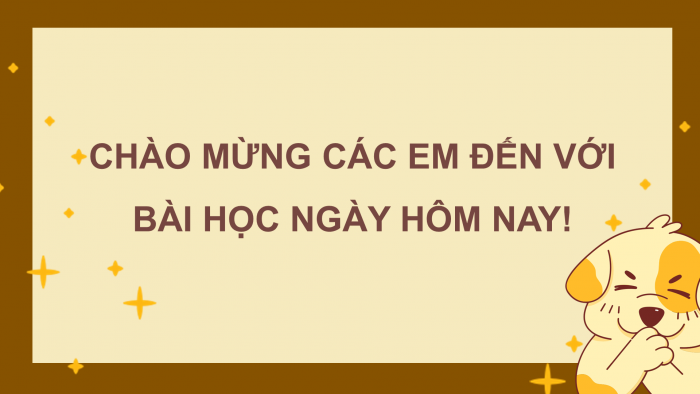 CHÀO MỪNG CÁC EM ĐẾN VỚI
BÀI HỌC NGÀY HÔM NAY!